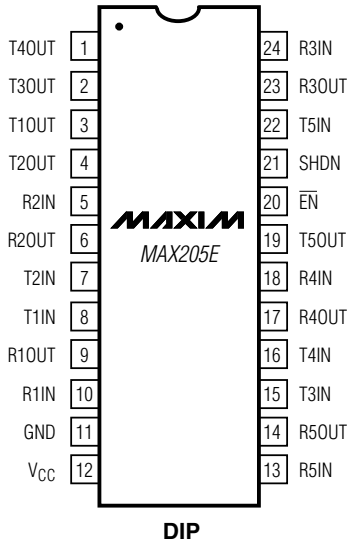 T4OUT 1 24 R3IN
T3OUT 2 23 R3OUT
T1OUT 3 22 T5IN
T2OUT 4 21 SHDN
R2IN 5 20 E̅N̅
R2OUT 6 19 T5OUT
T2IN 7 18 R4IN
T1IN 8 17 R4OUT
R1OUT 9 16 T4IN
R1IN 10 15 T3IN
GND 11 14 R5OUT
VCC 12 13 R5IN
MAXIM
MAX205E
DIP